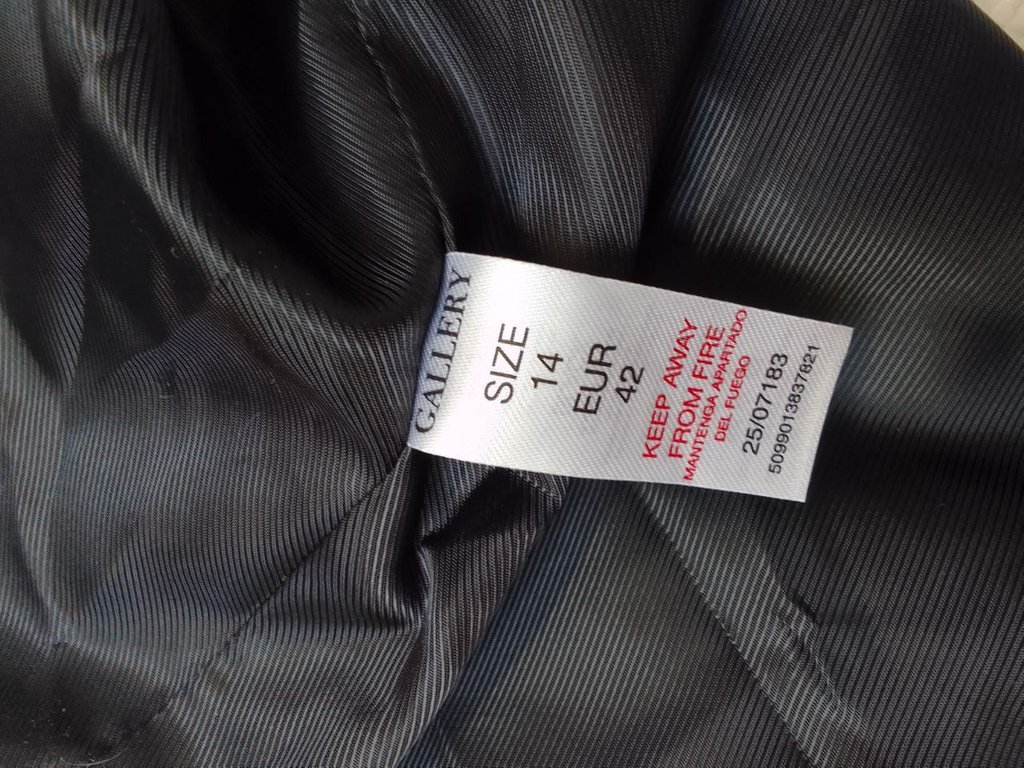 GALLERY
SIZE
14
EUR
42
KEEP AWAY
FROM FIRE
MANTENGA APARTADO
DEL FUEGO
25/07183
5099013837821